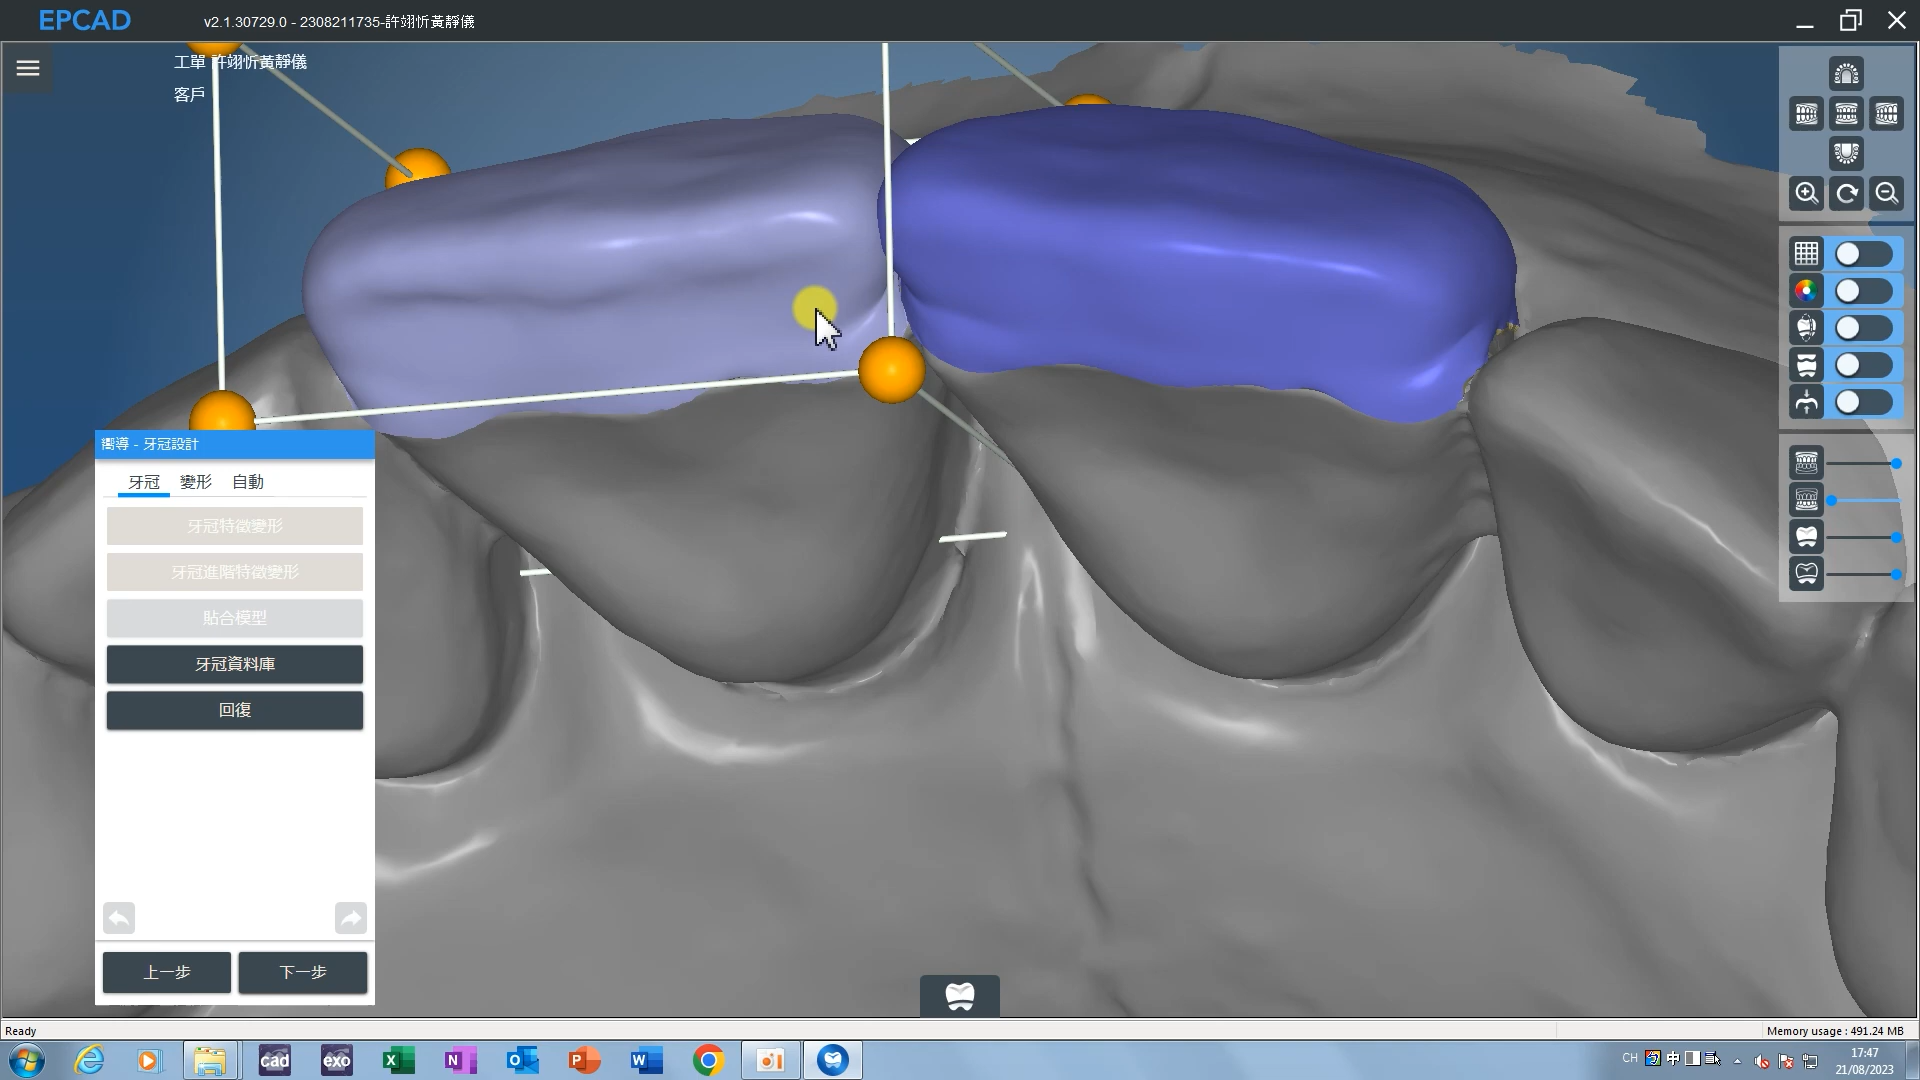 EPCAD
v2.1.30729.0 - 2308211735-許翊忻黃靜儀
工單 許翊忻黃靜儀
客戶
嚮導 - 牙冠設計
牙冠 變形 自動
牙冠特徵變形
牙冠進階特徵變形
貼合模型
牙冠資料庫
回復
上一步 下一步
Ready
Memory usage : 491.24 MB
cad exo
CH 中
17:47
21/08/2023